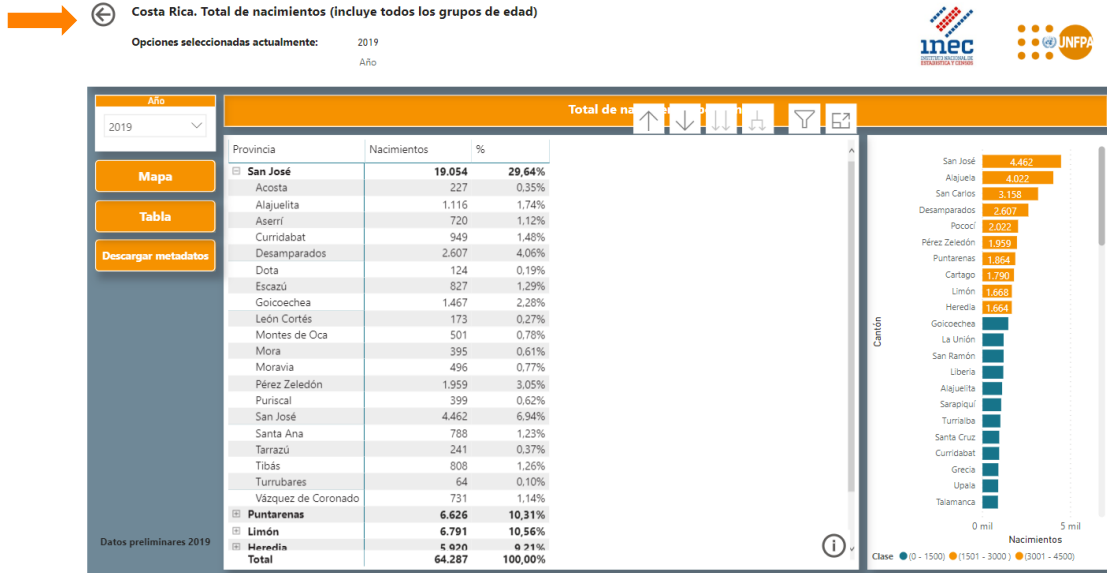 Costa Rica. Total de nacimientos (incluye todos los grupos de edad)
Opciones seleccionadas actualmente: 2019
Año
inec
INSTITUTO NACIONAL DE
ESTADÍSTICA Y CENSOS
UNFPA
Año
2019
Mapa
Tabla
Descargar metadatos
Datos preliminares 2019
Total de
Provincia Nacimientos %
San José 19.054 29,64%
Acosta 227 0,35%
Alajuelita 1.116 1,74%
Aserrí 720 1,12%
Curridabat 949 1,48%
Desamparados 2.607 4,06%
Dota 124 0,19%
Escazú 827 1,29%
Goicoechea 1.467 2,28%
León Cortés 173 0,27%
Montes de Oca 501 0,78%
Mora 395 0,61%
Moravia 496 0,77%
Pérez Zeledón 1.959 3,05%
Puriscal 399 0,62%
San José 4.462 6,94%
Santa Ana 788 1,23%
Tarrazú 241 0,37%
Tibás 808 1,26%
Turrubares 64 0,10%
Vázquez de Coronado 731 1,14%
Puntarenas 6.626 10,31%
Limón 6.791 10,56%
Heredia 5.920 9,21%
Total 64.287 100,00%
Cantón
San José 4.462
Alajuela 4.022
San Carlos 3.158
Desamparados 2.607
Pococí 2.022
Pérez Zeledón 1.959
Puntarenas 1.864
Cartago 1.790
Limón 1.668
Heredia 1.664
Goicoechea
La Unión
San Ramón
Liberia
Alajuelita
Sarapiquí
Turrialba
Santa Cruz
Curridabat
Grecia
Upala
Talamanca
0 mil 5 mil
Nacimientos
Clase (0 - 1500) (1501 - 3000 ) (3001 - 4500)